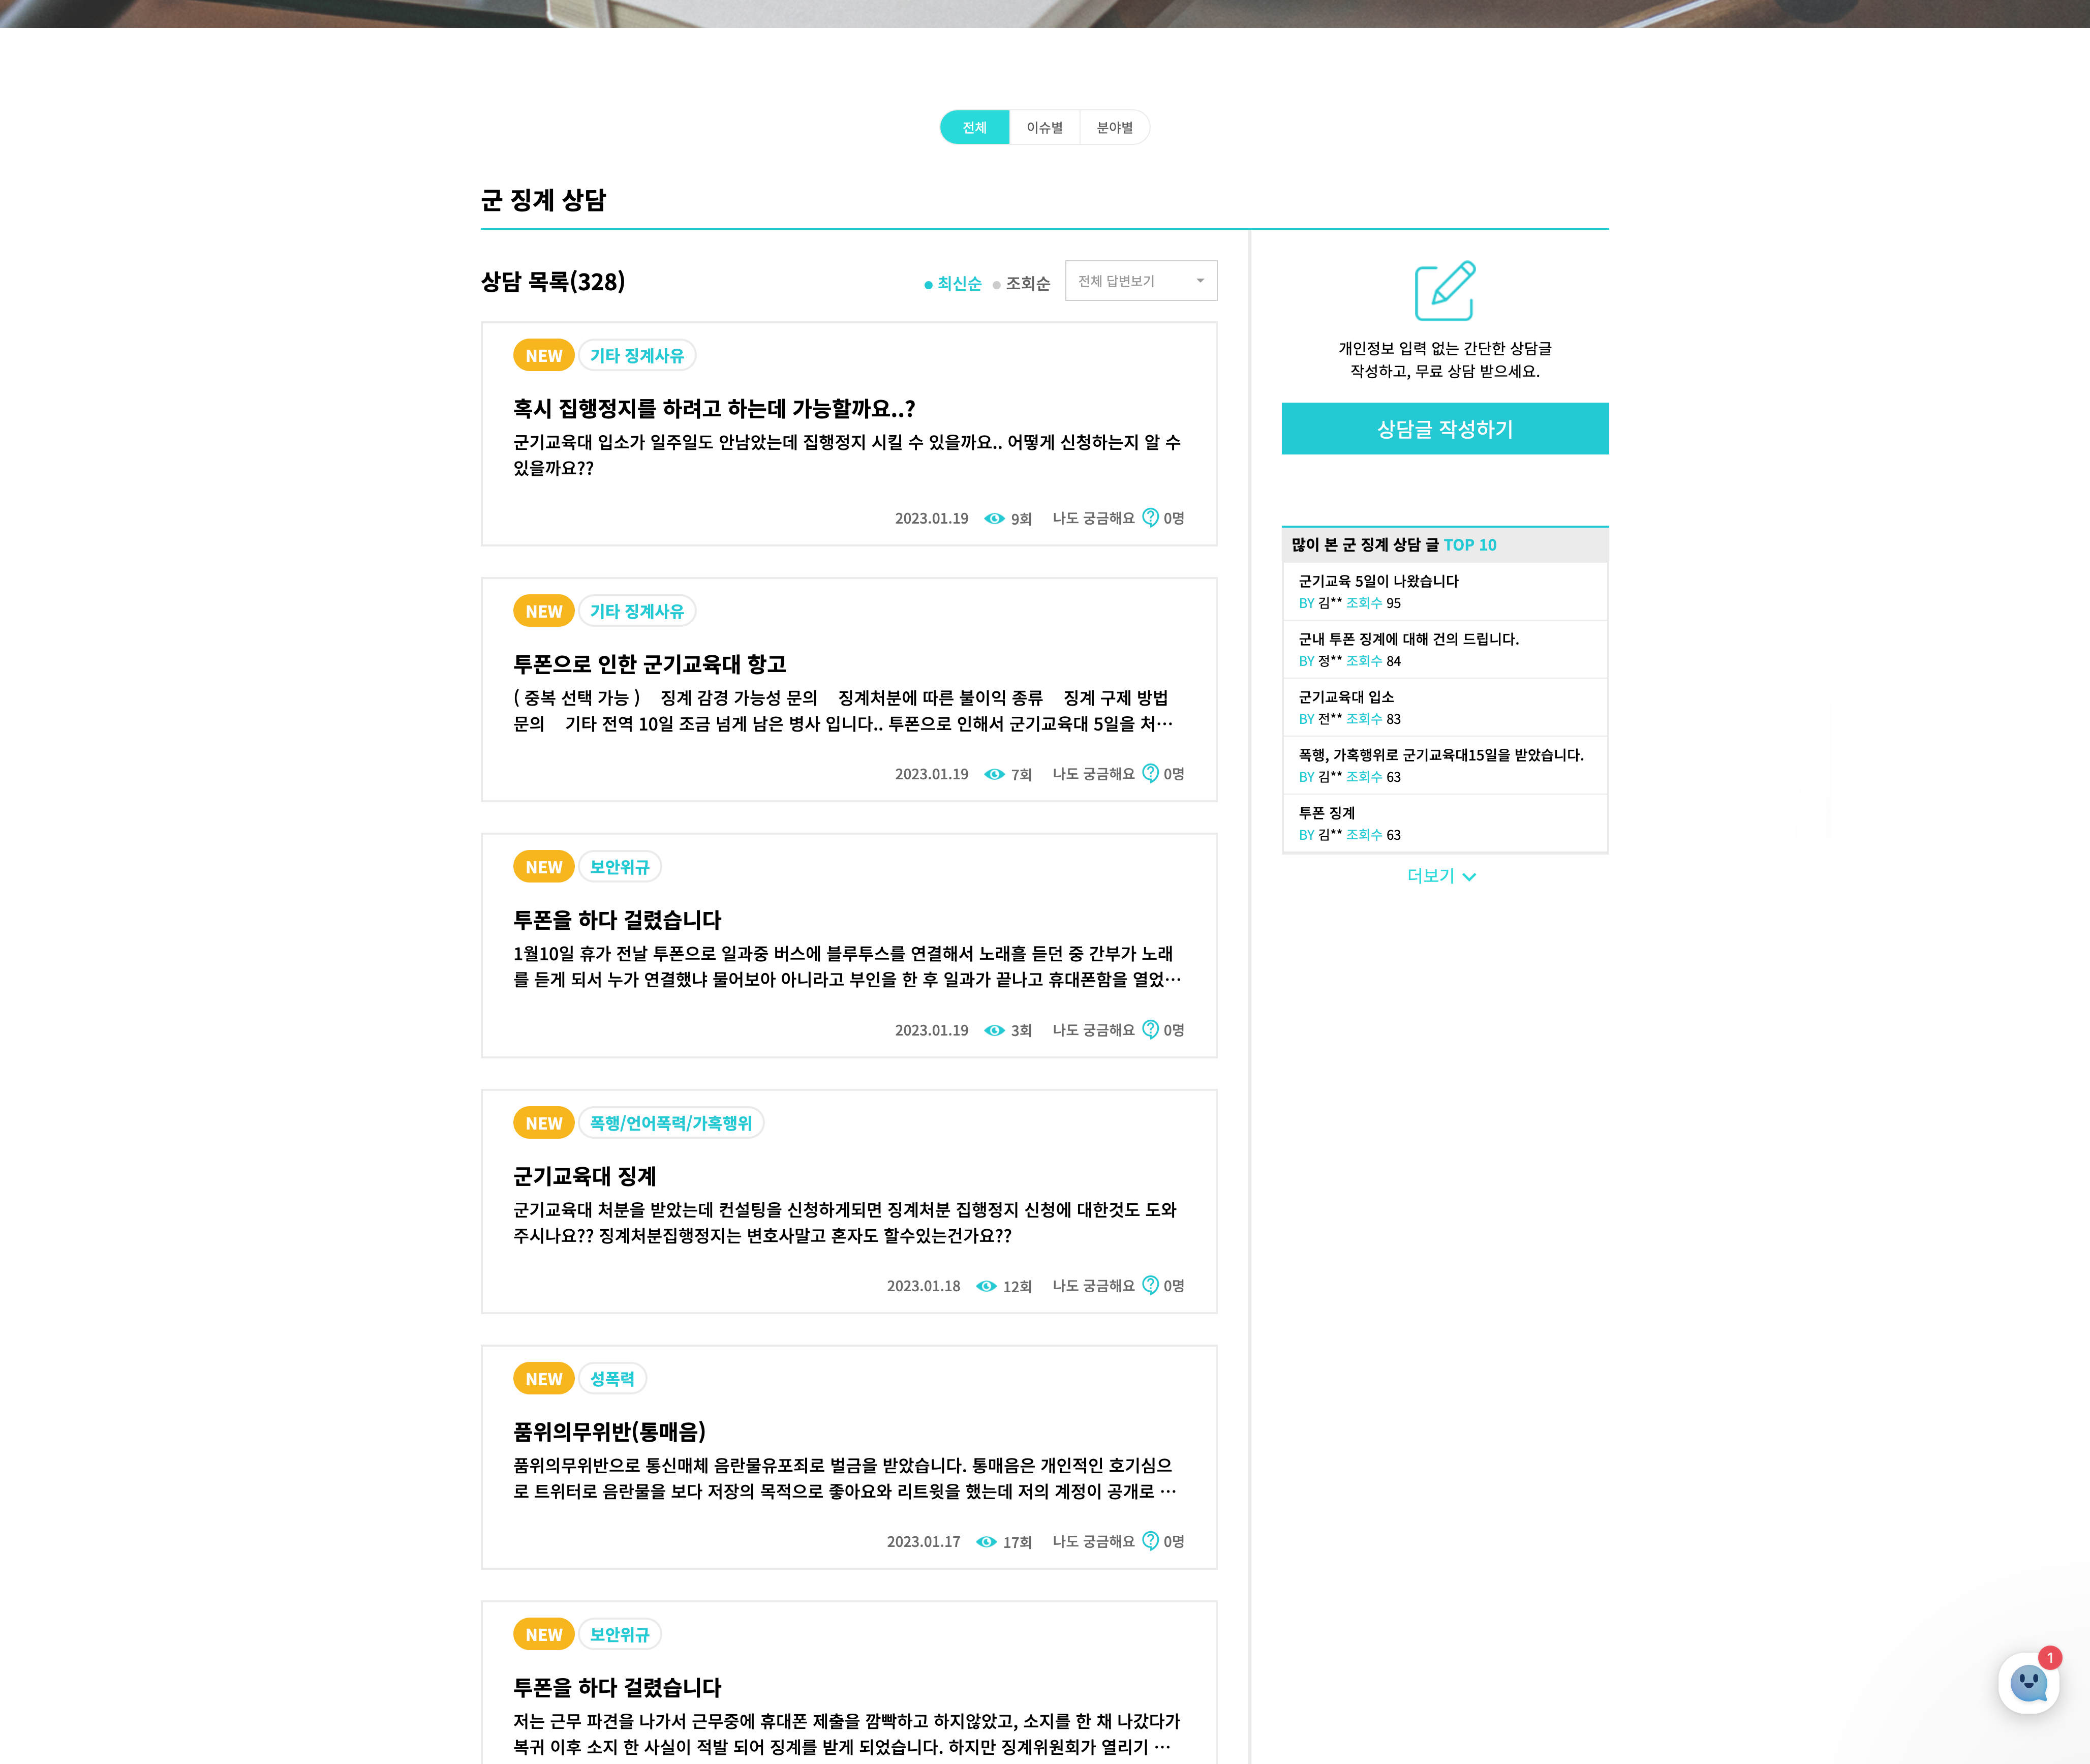 전체
이슈별
분야별
군 징계 상담
상담 목록(328)
최신순
조회순
전체 답변보기
NEW
기타 징계사유
혹시 집행정지를 하려고 하는데 가능할까요..?
군기교육대 입소가 일주일도 안남았는데 집행정지 시킬 수 있을까요.. 어떻게 신청하는지 알 수
있을까요??
2023.01.19 9회 나도 궁금해요 0명
NEW
기타 징계사유
투폰으로 인한 군기교육대 항고
( 중복 선택 가능 ) 징계 감경 가능성 문의 징계처분에 따른 불이익 종류 징계 구제 방법
문의 기타 전역 10일 조금 넘게 남은 병사 입니다.. 투폰으로 인해서 군기교육대 5일을 처…
2023.01.19 7회 나도 궁금해요 0명
NEW
보안위규
투폰을 하다 걸렸습니다
1월10일 휴가 전날 투폰으로 일과중 버스에 블루투스를 연결해서 노래흘 듣던 중 간부가 노래
를 듣게 되서 누가 연결했냐 물어보아 아니라고 부인을 한 후 일과가 끝나고 휴대폰함을 열었…
2023.01.19 3회 나도 궁금해요 0명
NEW
폭행/언어폭력/가혹행위
군기교육대 징계
군기교육대 처분을 받았는데 컨설팅을 신청하게되면 징계처분 집행정지 신청에 대한것도 도와
주시나요?? 징계처분집행정지는 변호사말고 혼자도 할수있는건가요??
2023.01.18 12회 나도 궁금해요 0명
NEW
성폭력
품위의무위반(통매음)
품위의무위반으로 통신매체 음란물유포죄로 벌금을 받았습니다. 통매음은 개인적인 호기심으
로 트위터로 음란물을 보다 저장의 목적으로 좋아요와 리트윗을 했는데 저의 계정이 공개로 …
2023.01.17 17회 나도 궁금해요 0명
NEW
보안위규
투폰을 하다 걸렸습니다
저는 근무 파견을 나가서 근무중에 휴대폰 제출을 깜빡하고 하지않았고, 소지를 한 채 나갔다가
복귀 이후 소지 한 사실이 적발 되어 징계를 받게 되었습니다. 하지만 징계위원회가 열리기 …
개인정보 입력 없는 간단한 상담글
작성하고, 무료 상담 받으세요.
상담글 작성하기
많이 본 군 징계 상담 글 TOP 10
군기교육 5일이 나왔습니다
BY 김** 조회수 95
군내 투폰 징계에 대해 건의 드립니다.
BY 정** 조회수 84
군기교육대 입소
BY 전** 조회수 83
폭행, 가혹행위로 군기교육대15일을 받았습니다.
BY 김** 조회수 63
투폰 징계
BY 김** 조회수 63
더보기
1